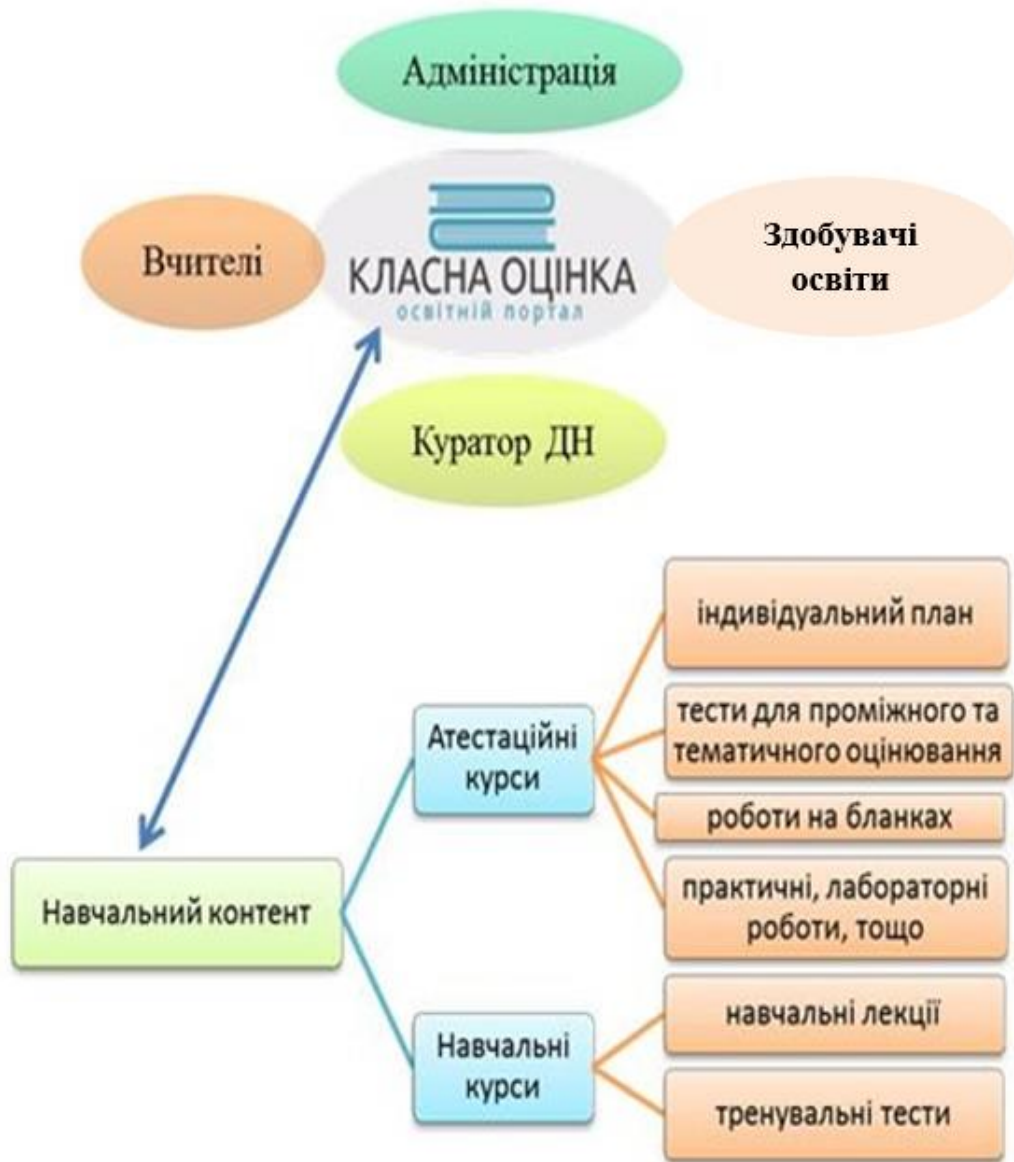 Адміністрація
Вчителі
КЛАСНА ОЦІНКА
освітній портал
Здобувачі
освіти
Куратор ДН
Навчальний контент
Атестаційні
курси
індивідуальний план
тести для проміжного та
тематичного оцінювання
роботи на бланках
практичні, лабораторні
роботи, тощо
Навчальні
курси
навчальні лекції
тренувальні тести